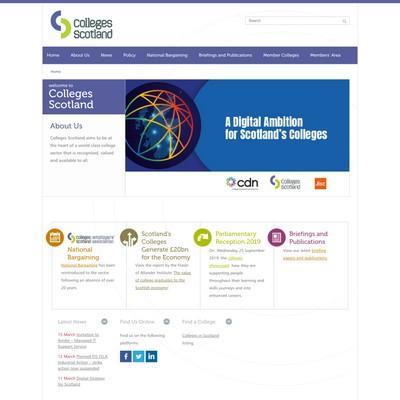 Colleges
Scotland
Search
Home
About Us
News
Policy
National Bargaining
Briefings and Publications
Member Colleges
Members' Area
Home
welcome to
Colleges
Scotland
About Us
Colleges Scotland aims to be at
the heart of a world class college
sector that is recognised, valued
and available to all.
A Digital Ambition
for Scotland's Colleges
cdn
Colleges
Scotland
Jisc
colleges employers'
scotland association
National
Bargaining
National Bargaining has been
reintroduced to the sector
following an absence of over
20 years.
Scotland's
Colleges
Generate £20bn
for the Economy
View the report by the Fraser
of Allander Institute The value
of college graduates to the
Scottish economy
Parliamentary
Reception 2019
On Wednesday 25 September
2019 the colleges
showcased how they are
supporting people
throughout their learning and
skills journeys and into
enhanced careers.
Briefings and
Publications
View our latest briefing
papers and publications
Latest News
13 March Invitation to
Tender – Managed IT
Support Service
13 March Planned EIS FELA
Industrial Action – strike
action now suspended
11 March Digital Strategy
for Scotland
Find Us Online
Find us on the following
platforms:
Find a College
Colleges in Scotland
listing.